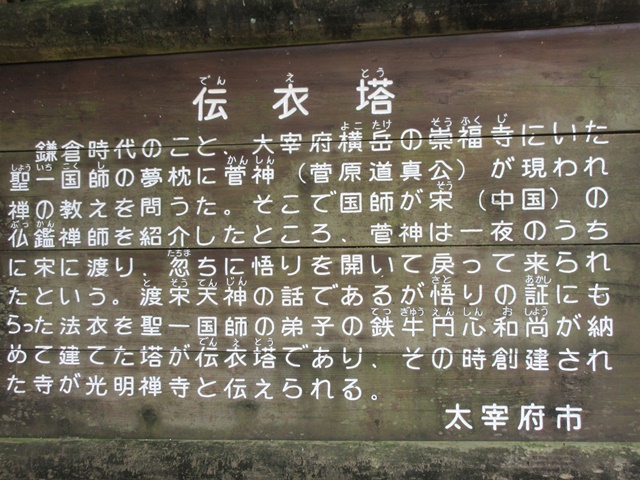 伝衣塔
鎌倉時代のこと、大宰府横岳の崇福寺にいた
聖一国師の夢枕に菅神（菅原道真公）が現われ
禅の教えを問うた。そこで国師が宋（中国）の
仏鑑禅師を紹介したところ、菅神は一夜のうち
に宋に渡り、忽ちに悟りを開いて戻って来られ
たという。渡宋天神の話であるが悟りの証にも
らった法衣を聖一国師の弟子の鉄牛円心和尚が納
めて建てた塔が伝衣塔であり、その時創建され
た寺が光明禅寺と伝えられる。
太宰府市